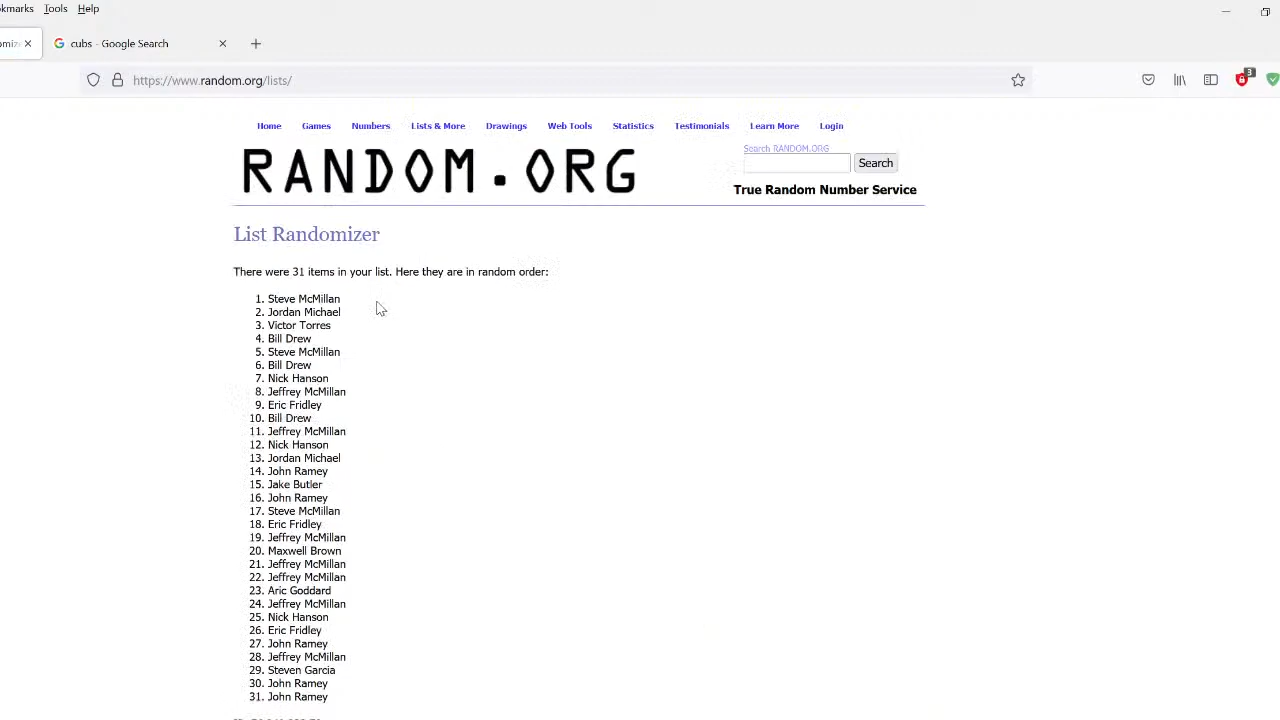 okmarks Tools Help
omiz
cubs - Google Search
https://www.random.org/lists/
3
Home Games Numbers Lists & More Drawings Web Tools Statistics Testimonials Learn More Login
RANDOM.ORG
Search RANDOM.ORG
Search
True Random Number Service
List Randomizer
There were 31 items in your list. Here they are in random order:
1. Steve McMillan
2. Jordan Michael
3. Victor Torres
4. Bill Drew
5. Steve McMillan
6. Bill Drew
7. Nick Hanson
8. Jeffrey McMillan
9. Eric Fridley
10. Bill Drew
11. Jeffrey McMillan
12. Nick Hanson
13. Jordan Michael
14. John Ramey
15. Jake Butler
16. John Ramey
17. Steve McMillan
18. Eric Fridley
19. Jeffrey McMillan
20. Maxwell Brown
21. Jeffrey McMillan
22. Jeffrey McMillan
23. Aric Goddard
24. Jeffrey McMillan
25. Nick Hanson
26. Eric Fridley
27. John Ramey
28. Jeffrey McMillan
29. Steven Garcia
30. John Ramey
31. John Ramey